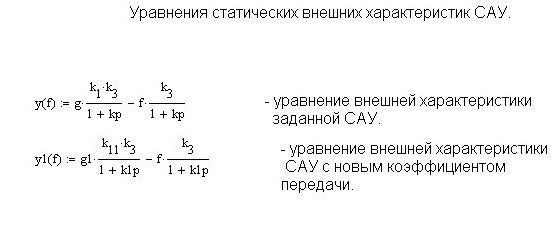 Уравнения статических внешних характеристик САУ.
y(f) := g·(k₁·k₃)/(1 + kp) − f·k₃/(1 + kp)
- уравнение внешней характеристики
заданной САУ.
y1(f) := g1·(k₁₁·k₃)/(1 + k1p) − f·k₃/(1 + k1p)
- уравнение внешней характеристики
САУ с новым коэффициентом
передачи.